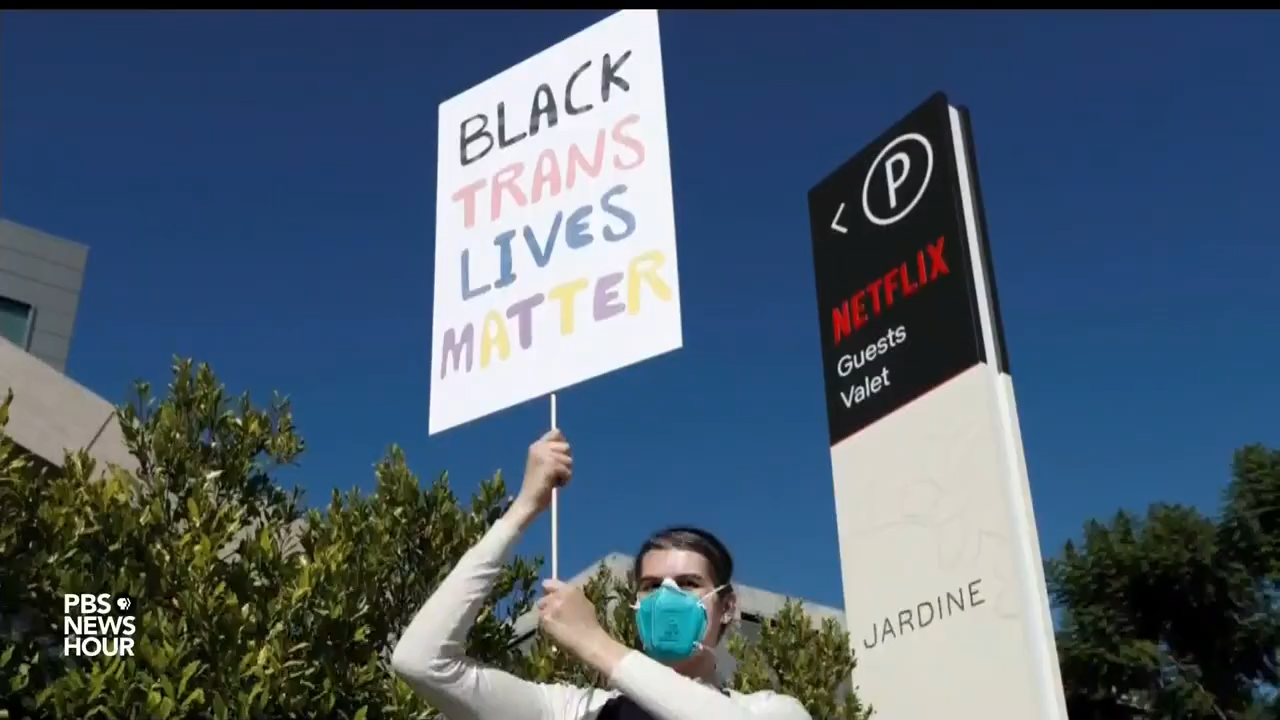 BLACK
TRANS
LIVES
MATTER
< P
NETFLIX
Guests
Valet
JARDINE
PBS
NEWS
HOUR